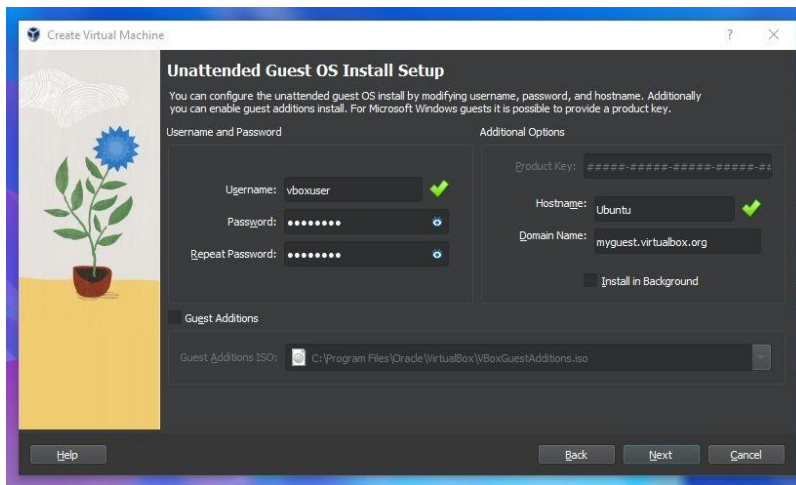 Create Virtual Machine
Unattended Guest OS Install Setup
You can configure the unattended guest OS install by modifying username, password, and hostname. Additionally
you can enable guest additions install. For Microsoft Windows guests it is possible to provide a product key.
Username and Password
Username: vboxuser
Password: ●●●●●●●●
Repeat Password: ●●●●●●●●
Additional Options
Product Key: #####-#####-#####-#####-##
Hostname: Ubuntu
Domain Name: myguest.virtualbox.org
Install in Background
Guest Additions
Guest Additions ISO: C:\Program Files\Oracle\VirtualBox\VBoxGuestAdditions.iso
Help
Back
Next
Cancel